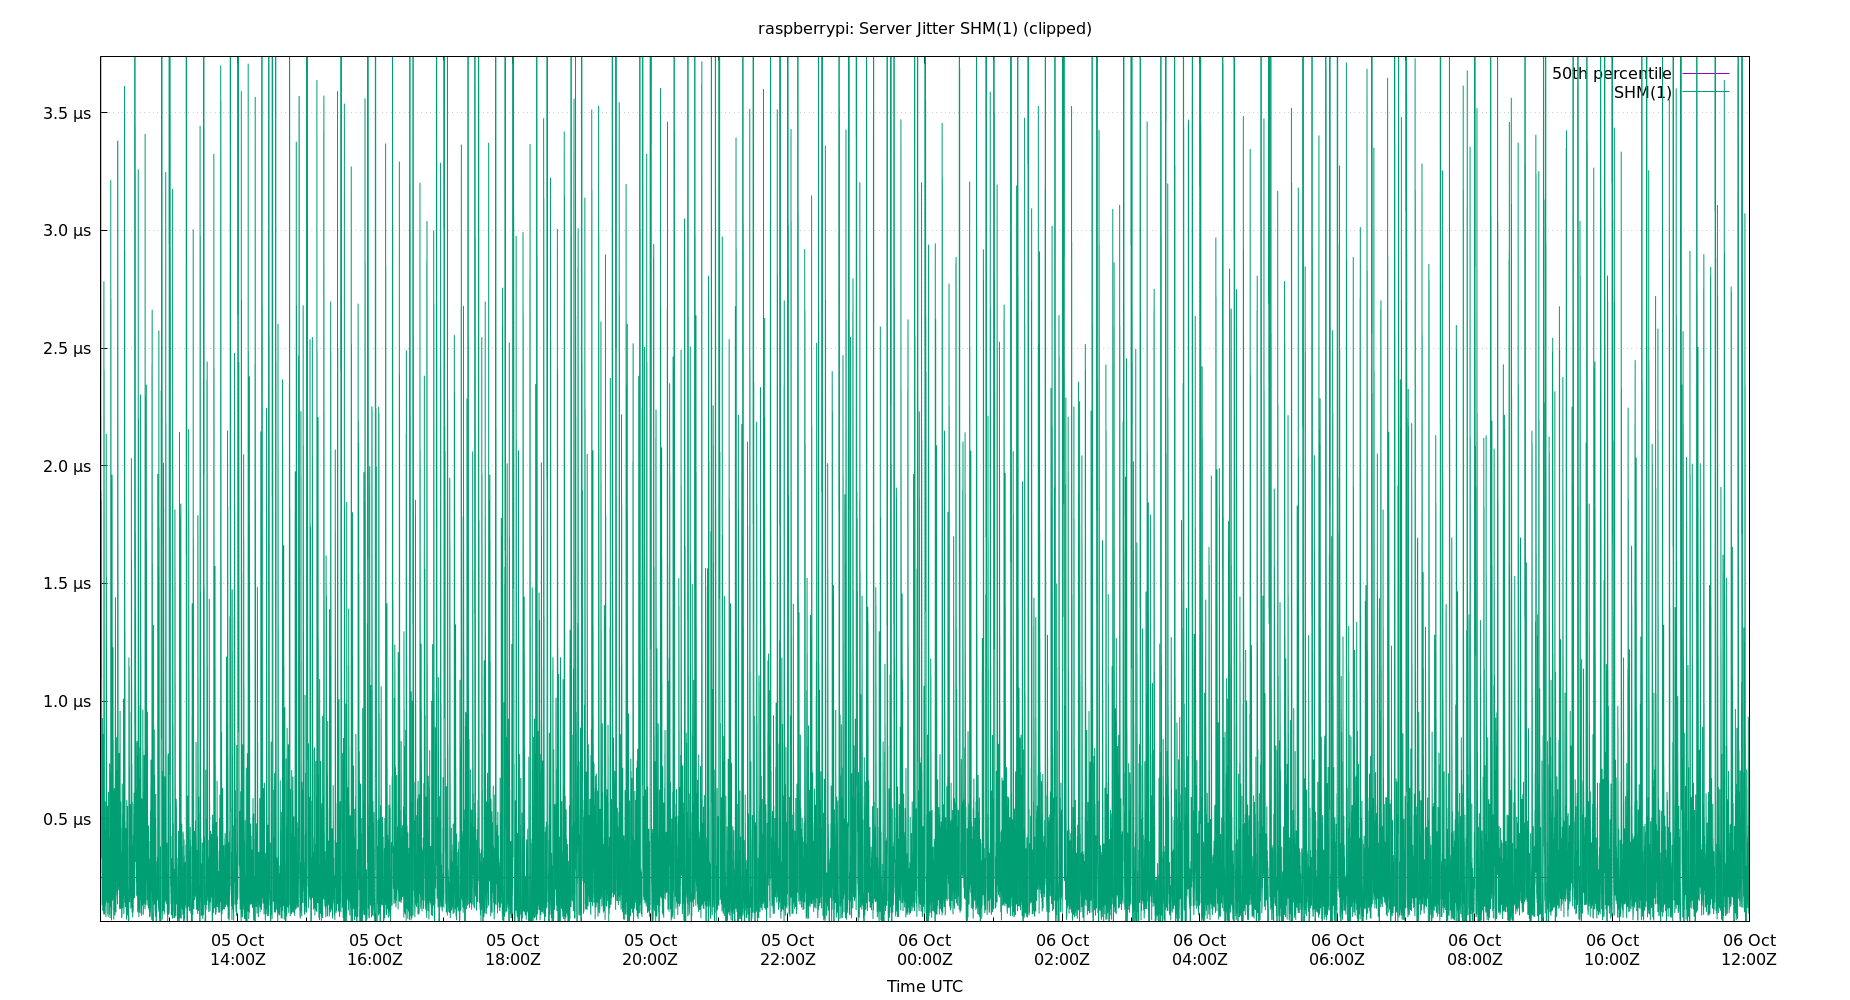 raspberrypi: Server Jitter SHM(1) (clipped)
50th percentile
SHM(1)
3.5 µs
3.0 µs
2.5 µs
2.0 µs
1.5 µs
1.0 µs
0.5 µs
05 Oct 05 Oct 05 Oct 05 Oct 05 Oct 06 Oct 06 Oct 06 Oct 06 Oct 06 Oct 06 Oct 06 Oct
14:00Z 16:00Z 18:00Z 20:00Z 22:00Z 00:00Z 02:00Z 04:00Z 06:00Z 08:00Z 10:00Z 12:00Z
Time UTC